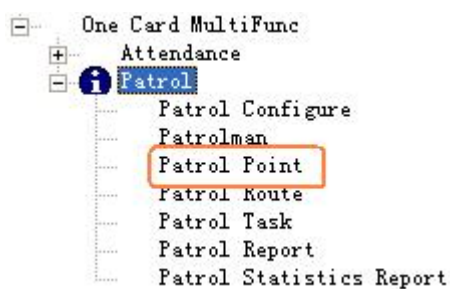 One Card MultiFunc
Attendance
Patrol
Patrol Configure
Patrolman
Patrol Point
Patrol Route
Patrol Task
Patrol Report
Patrol Statistics Report